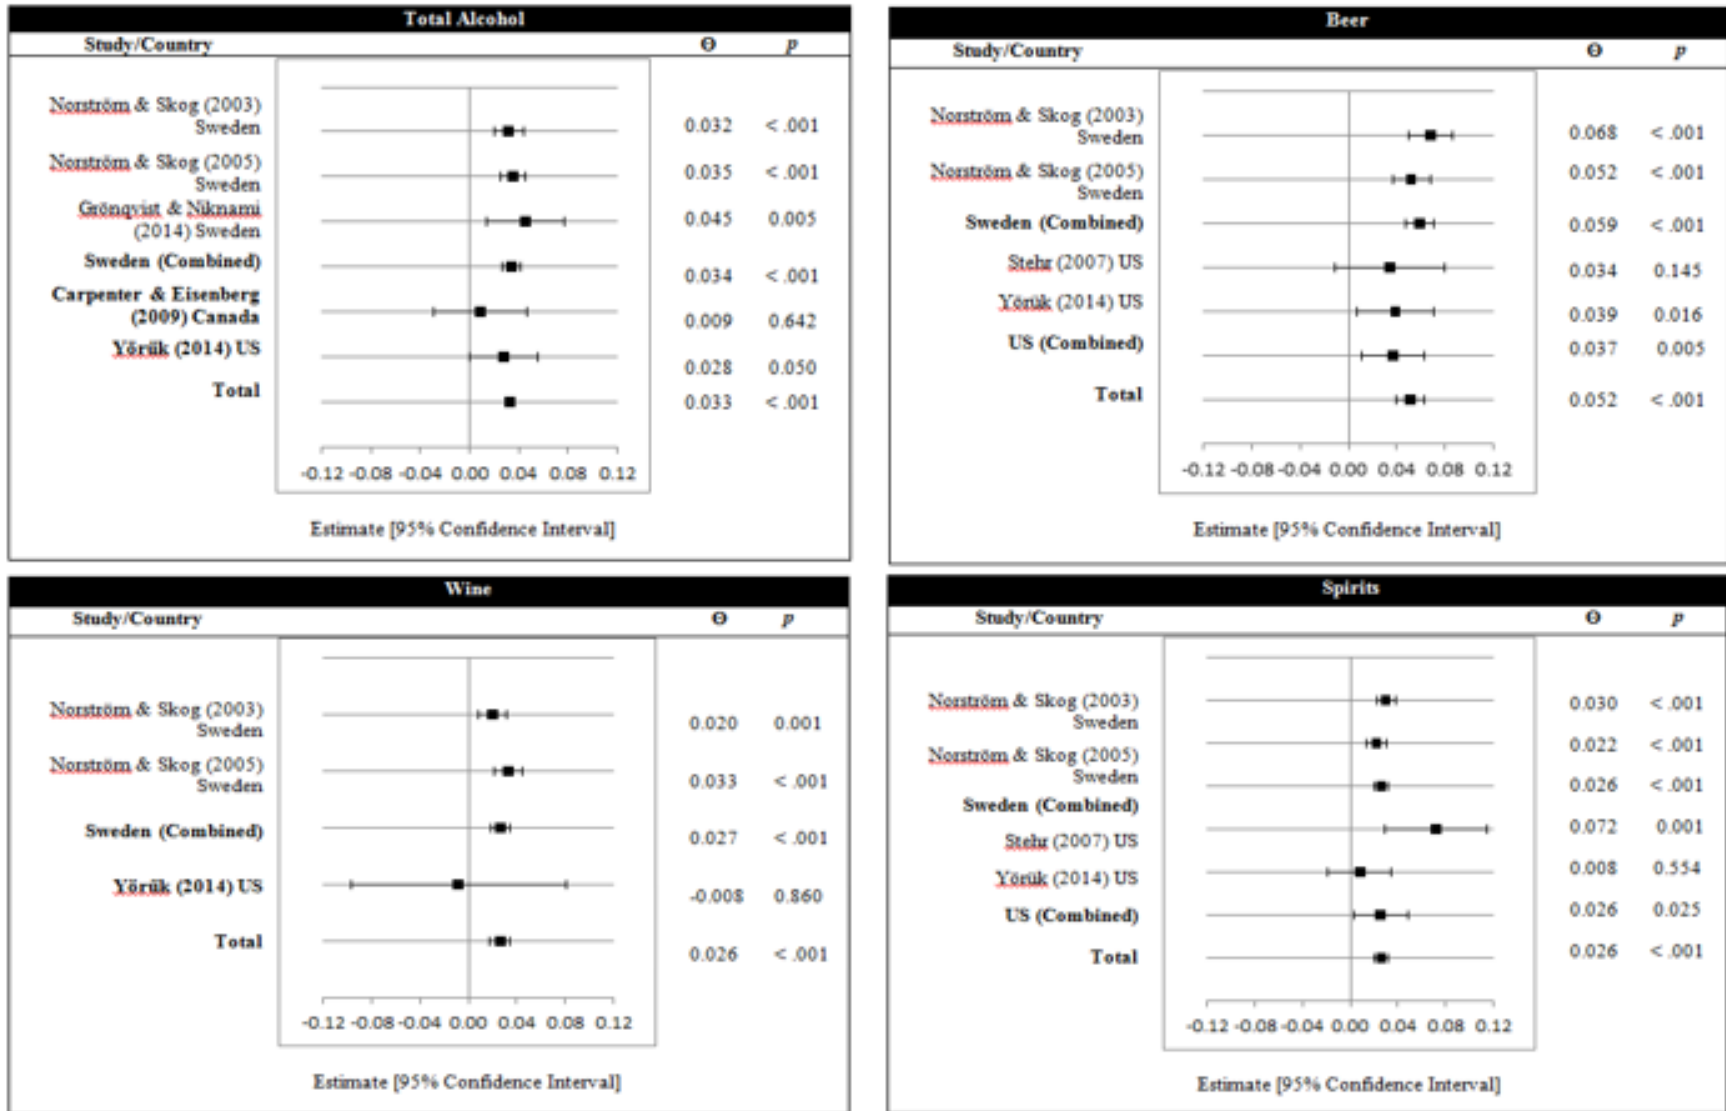 Total Alcohol
Study/Country Θ p
Norström & Skog (2003)
Sweden 0.032 < .001
Norström & Skog (2005)
Sweden 0.035 < .001
Grönqvist & Niknami
(2014) Sweden 0.045 0.005
Sweden (Combined) 0.034 < .001
Carpenter & Eisenberg
(2009) Canada 0.009 0.642
Yörük (2014) US 0.028 0.050
Total 0.033 < .001
-0.12 -0.08 -0.04 0.00 0.04 0.08 0.12
Estimate [95% Confidence Interval]
Beer
Study/Country Θ p
Norström & Skog (2003)
Sweden 0.068 < .001
Norström & Skog (2005)
Sweden 0.052 < .001
Sweden (Combined) 0.059 < .001
Stehr (2007) US 0.034 0.145
Yörük (2014) US 0.039 0.016
US (Combined) 0.037 0.005
Total 0.052 < .001
-0.12 -0.08 -0.04 0.00 0.04 0.08 0.12
Estimate [95% Confidence Interval]
Wine
Study/Country Θ p
Norström & Skog (2003)
Sweden 0.020 0.001
Norström & Skog (2005)
Sweden 0.033 < .001
Sweden (Combined) 0.027 < .001
Yörük (2014) US -0.008 0.860
Total 0.026 < .001
-0.12 -0.08 -0.04 0.00 0.04 0.08 0.12
Estimate [95% Confidence Interval]
Spirits
Study/Country Θ p
Norström & Skog (2003)
Sweden 0.030 < .001
Norström & Skog (2005)
Sweden 0.022 < .001
Sweden (Combined) 0.026 < .001
Stehr (2007) US 0.072 0.001
Yörük (2014) US 0.008 0.554
US (Combined) 0.026 0.025
Total 0.026 < .001
-0.12 -0.08 -0.04 0.00 0.04 0.08 0.12
Estimate [95% Confidence Interval]